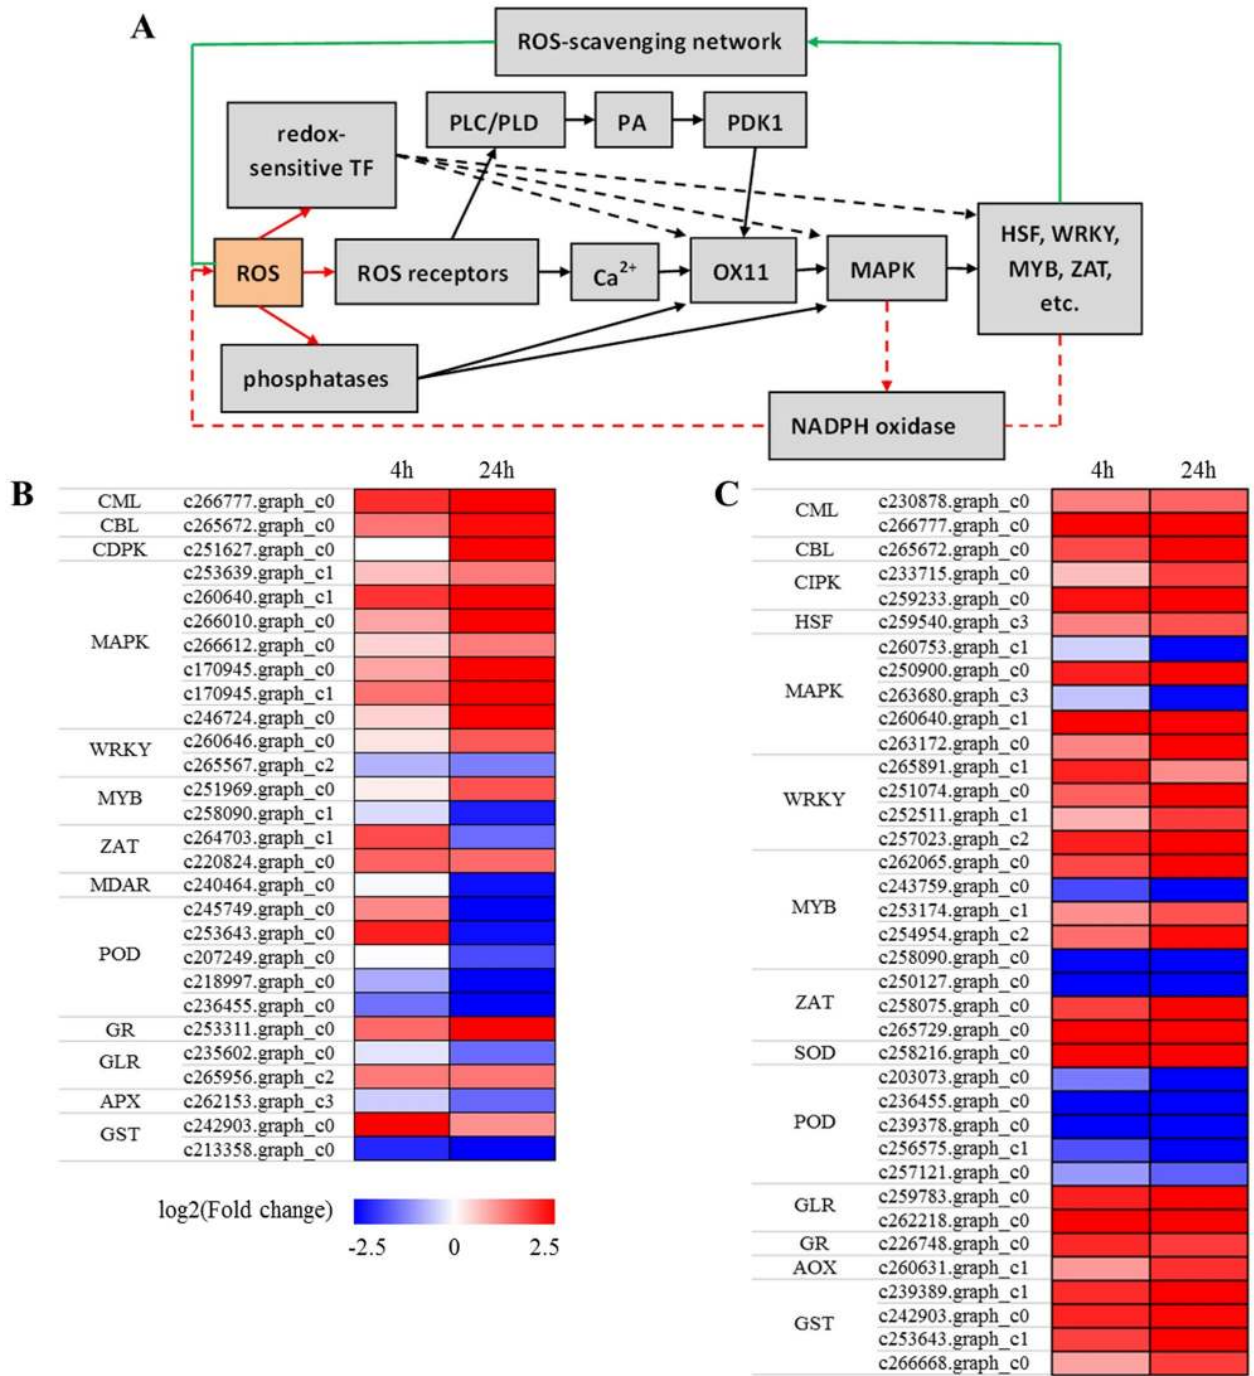 A
ROS-scavenging network
PLC/PLD
PA
PDK1
redox-
sensitive TF
HSF, WRKY,
MYB, ZAT,
etc.
ROS
ROS receptors
Ca2+
OX11
MAPK
phosphatases
NADPH oxidase
B
4h 24h
CML c266777.graph_c0
CBL c265672.graph_c0
CDPK c251627.graph_c0
MAPK
c253639.graph_c1
c260640.graph_c1
c266010.graph_c0
c266612.graph_c0
c170945.graph_c0
c170945.graph_c1
c246724.graph_c0
WRKY
c260646.graph_c0
c265567.graph_c2
MYB
c251969.graph_c0
c258090.graph_c1
ZAT
c264703.graph_c1
c220824.graph_c0
MDAR c240464.graph_c0
POD
c245749.graph_c0
c253643.graph_c0
c207249.graph_c0
c218997.graph_c0
c236455.graph_c0
GR c253311.graph_c0
GLR
c235602.graph_c0
c265956.graph_c2
APX c262153.graph_c3
GST
c242903.graph_c0
c213358.graph_c0
log2(Fold change)
-2.5 0 2.5
C
4h 24h
CML
c230878.graph_c0
c266777.graph_c0
CBL c265672.graph_c0
CIPK
c233715.graph_c0
c259233.graph_c0
HSF c259540.graph_c3
MAPK
c260753.graph_c1
c250900.graph_c0
c263680.graph_c3
c260640.graph_c1
c263172.graph_c0
WRKY
c265891.graph_c1
c251074.graph_c0
c252511.graph_c1
c257023.graph_c2
MYB
c262065.graph_c0
c243759.graph_c0
c253174.graph_c1
c254954.graph_c2
c258090.graph_c0
ZAT
c250127.graph_c0
c258075.graph_c0
c265729.graph_c0
SOD c258216.graph_c0
POD
c203073.graph_c0
c236455.graph_c0
c239378.graph_c0
c256575.graph_c1
c257121.graph_c0
GLR
c259783.graph_c0
c262218.graph_c0
GR c226748.graph_c0
AOX c260631.graph_c1
GST
c239389.graph_c1
c242903.graph_c0
c253643.graph_c1
c266668.graph_c0